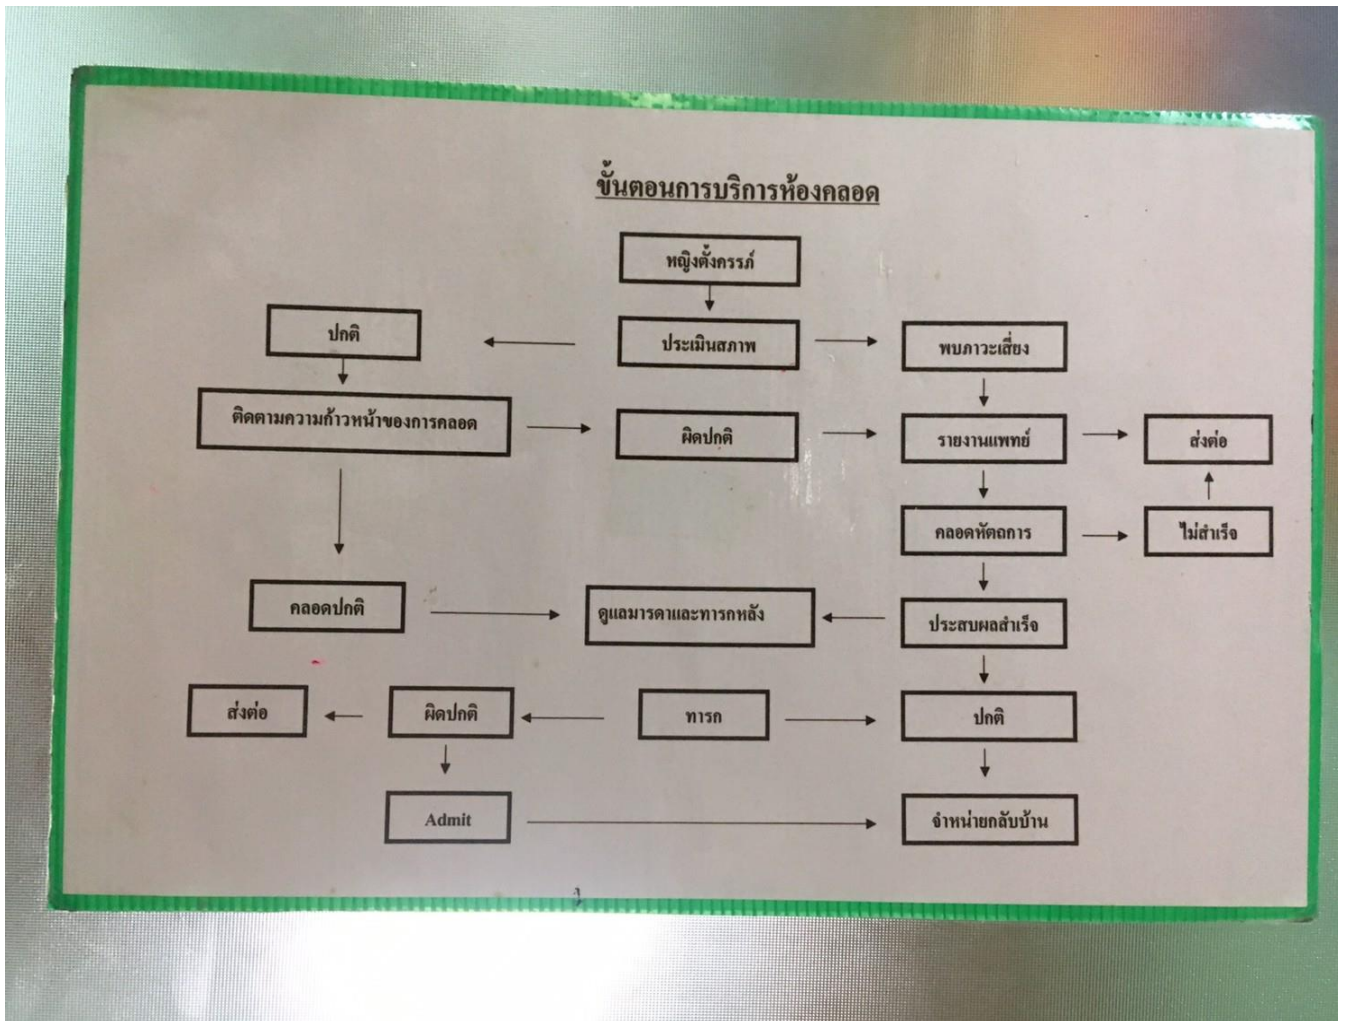 ขั้นตอนการบริการห้องคลอด
หญิงตั้งครรภ์
ปกติ
ประเมินสภาพ
พบภาวะเสี่ยง
ติดตามความก้าวหน้าของการคลอด
ผิดปกติ
รายงานแพทย์
ส่งต่อ
คลอดหัตถการ
ไม่สำเร็จ
คลอดปกติ
ดูแลมารดาและทารกหลัง
ประสบผลสำเร็จ
ส่งต่อ
ผิดปกติ
ทารก
ปกติ
Admit
จำหน่ายกลับบ้าน